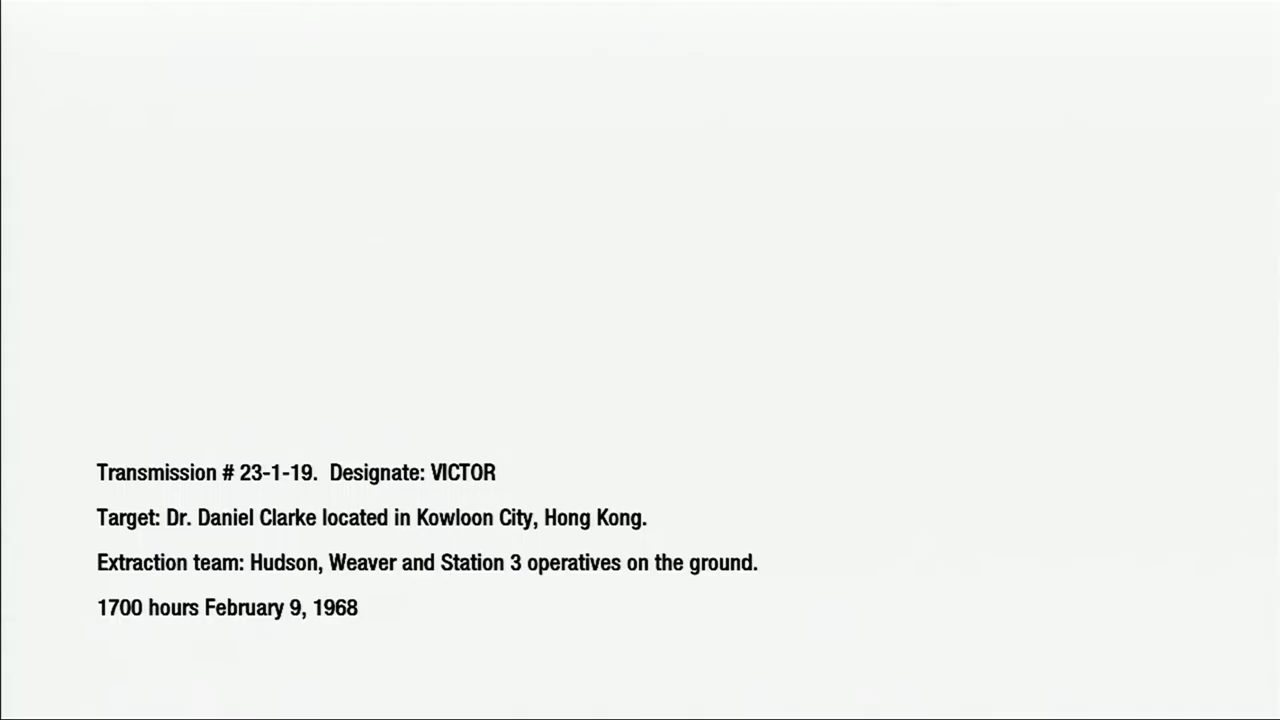 Transmission # 23-1-19.  Designate: VICTOR
Target: Dr. Daniel Clarke located in Kowloon City, Hong Kong.
Extraction team: Hudson, Weaver and Station 3 operatives on the ground.
1700 hours February 9, 1968